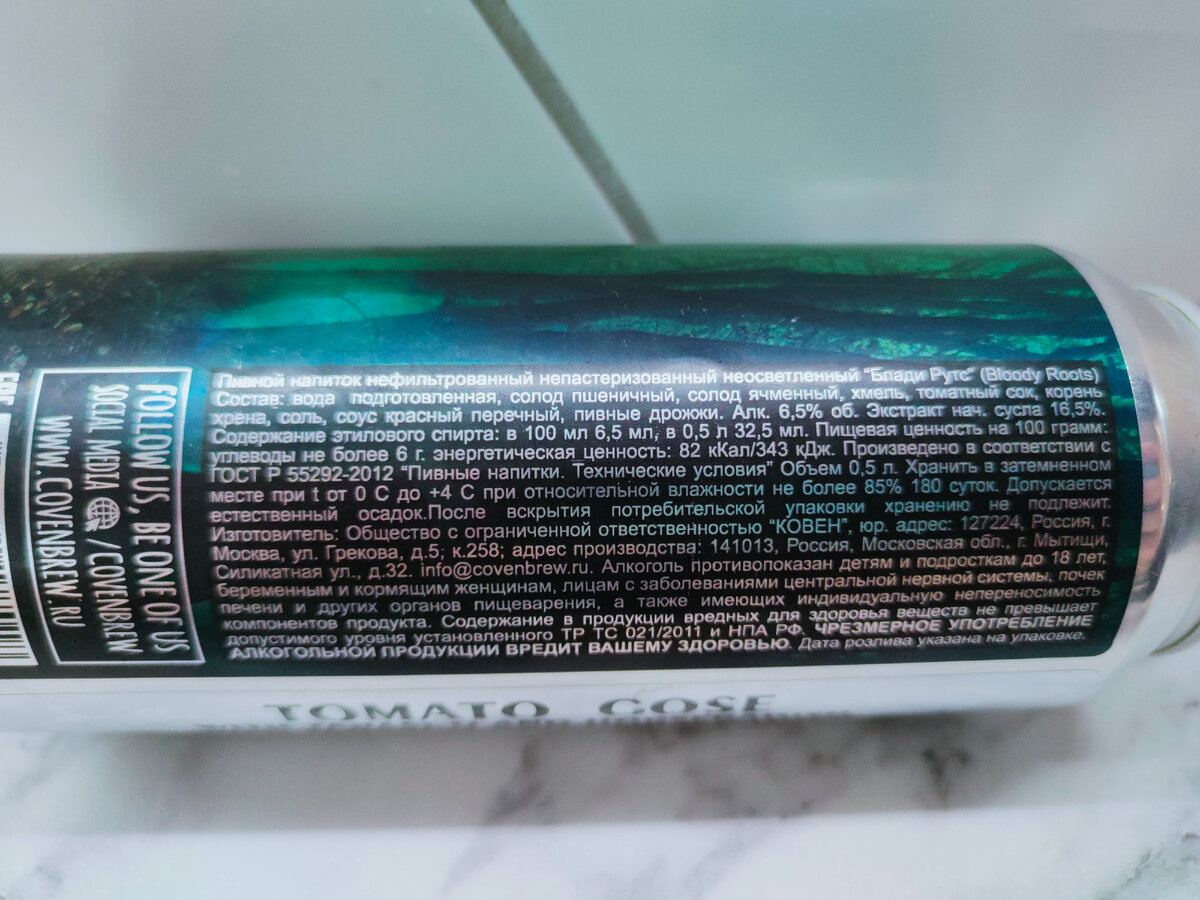 Пивной напиток нефильтрованный непастеризованный неосветленный "Блади Рутс" (Bloody Roots)
Состав: вода подготовленная, солод пшеничный, солод ячменный, хмель, томатный сок, корень
хрена, соль, соус красный перечный, пивные дрожжи. Алк. 6,5% об. Экстракт нач. сусла 16,5%.
Содержание этилового спирта: в 100 мл 6,5 мл, в 0,5 л 32,5 мл. Пищевая ценность на 100 грамм:
углеводы не более 6 г. энергетическая ценность: 82 кКал/343 кДж. Произведено в соответствии с
ГОСТ Р 55292-2012 "Пивные напитки. Технические условия" Объем 0,5 л. Хранить в затемненном
месте при t от 0 С до +4 С при относительной влажности не более 85% 180 суток. Допускается
естественный осадок.После вскрытия потребительской упаковки хранению не подлежит.
Изготовитель: Общество с ограниченной ответственностью "КОВЕН", юр. адрес: 127224, Россия, г.
Москва, ул. Грекова, д.5; к.258; адрес производства: 141013, Россия, Московская обл., г. Мытищи,
Силикатная ул., д.32. info@covenbrew.ru. Алкоголь противопоказан детям и подросткам до 18 лет,
беременным и кормящим женщинам, лицам с заболеваниями центральной нервной системы, почек
печени и других органов пищеварения, а также имеющих индивидуальную непереносимость
компонентов продукта. Содержание в продукции вредных для здоровья веществ не превышает
допустимого уровня установленного ТР ТС 021/2011 и НПА РФ. ЧРЕЗМЕРНОЕ УПОТРЕБЛЕНИЕ
АЛКОГОЛЬНОЙ ПРОДУКЦИИ ВРЕДИТ ВАШЕМУ ЗДОРОВЬЮ. Дата розлива указана на упаковке.
FOLLOW US, BE ONE OF US
SOCIAL MEDIA /COVENBREW
WWW.COVENBREW.RU
TOMATO GOSE